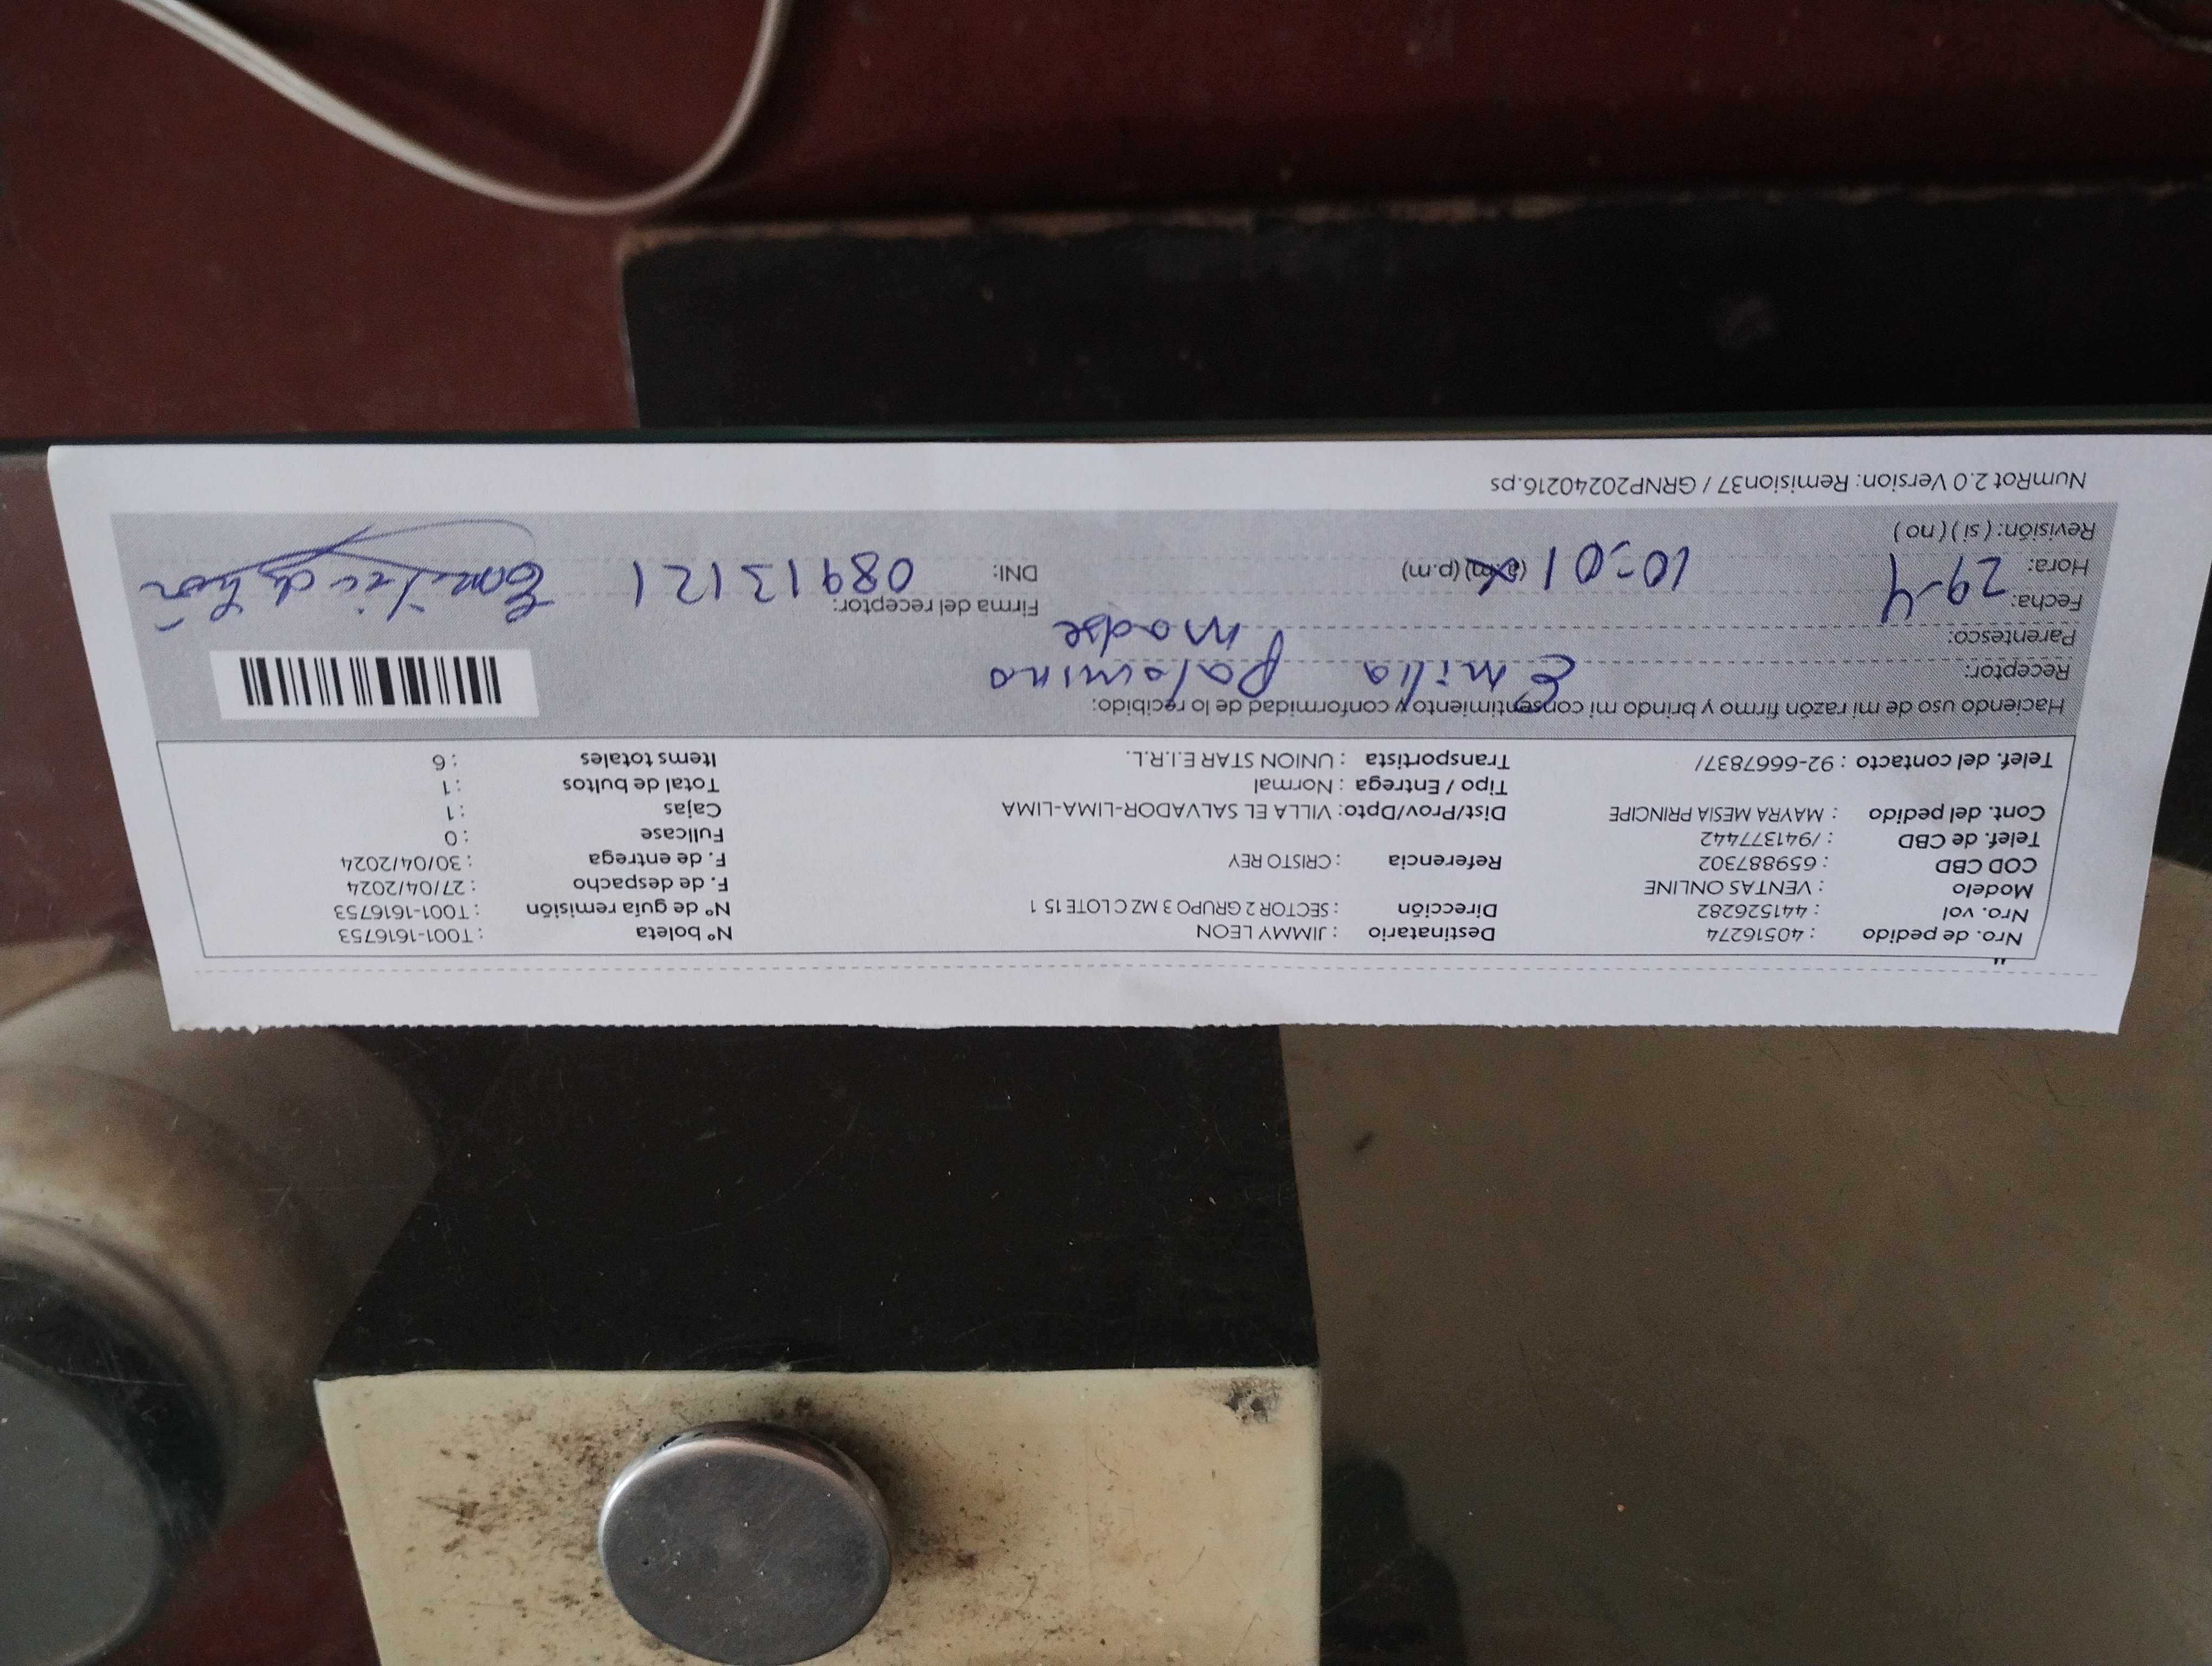 Nro. de pedido : 40516274 Destinatario : JIMMY LEON Nº boleta : T001-1616753
Nro. vol : 441526282 Dirección : SECTOR 2 GRUPO 3 MZ C LOTE 15 1 Nº de guía remisión : T001-1616753
Modelo : VENTAS ONLINE F. de despacho : 27/04/2024
COD CBD : 659887302 Referencia : CRISTO REY F. de entrega : 30/04/2024
Telef. de CBD : /941377442 Fullcase : 0
Cont. del pedido : MAYRA MESIA PRINCIPE Dist/Prov/Dpto: VILLA EL SALVADOR-LIMA-LIMA Cajas : 1
Tipo / Entrega : Normal Total de bultos : 1
Telef. del contacto : 92-6667837/ Transportista : UNION STAR E.I.R.L. Items totales : 6
Haciendo uso de mi razón firmo y brindo mi consentimiento y conformidad de lo recibido:
Receptor: Emilia Palomino
Parentesco: madre
Fecha: 29-4 Firma del receptor:
Hora: 10:01 (a.m) (p.m) DNI: 08913121 Emilia de León
Revisión: ( si ) ( no )
NumRot 2.0 Version: Remision37 / GRNP20240216.ps